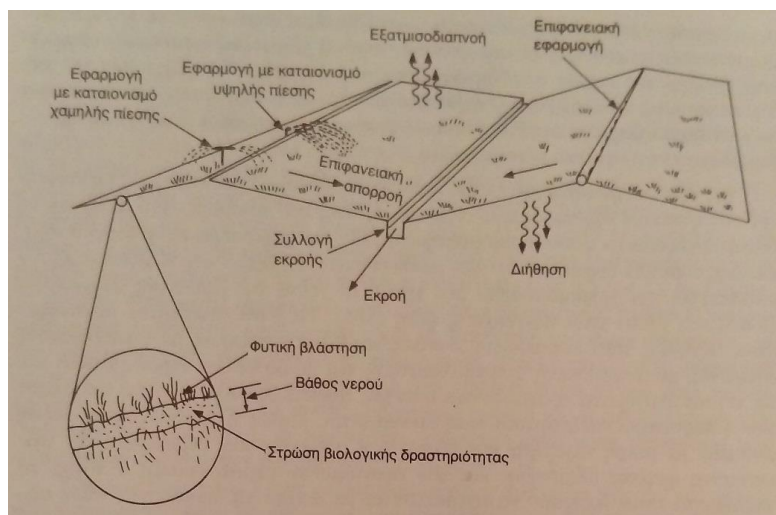 Εξατμισοδιαπνοή
Επιφανειακή
εφαρμογή
Εφαρμογή
με καταιονισμό
χαμηλής πίεσης
Εφαρμογή με καταιονισμό
υψηλής πίεσης
Επιφανειακή
απορροή
Συλλογή
εκροής
Εκροή
Διήθηση
Φυτική βλάστηση
Βάθος νερού
Στρώση βιολογικής δραστηριότητας